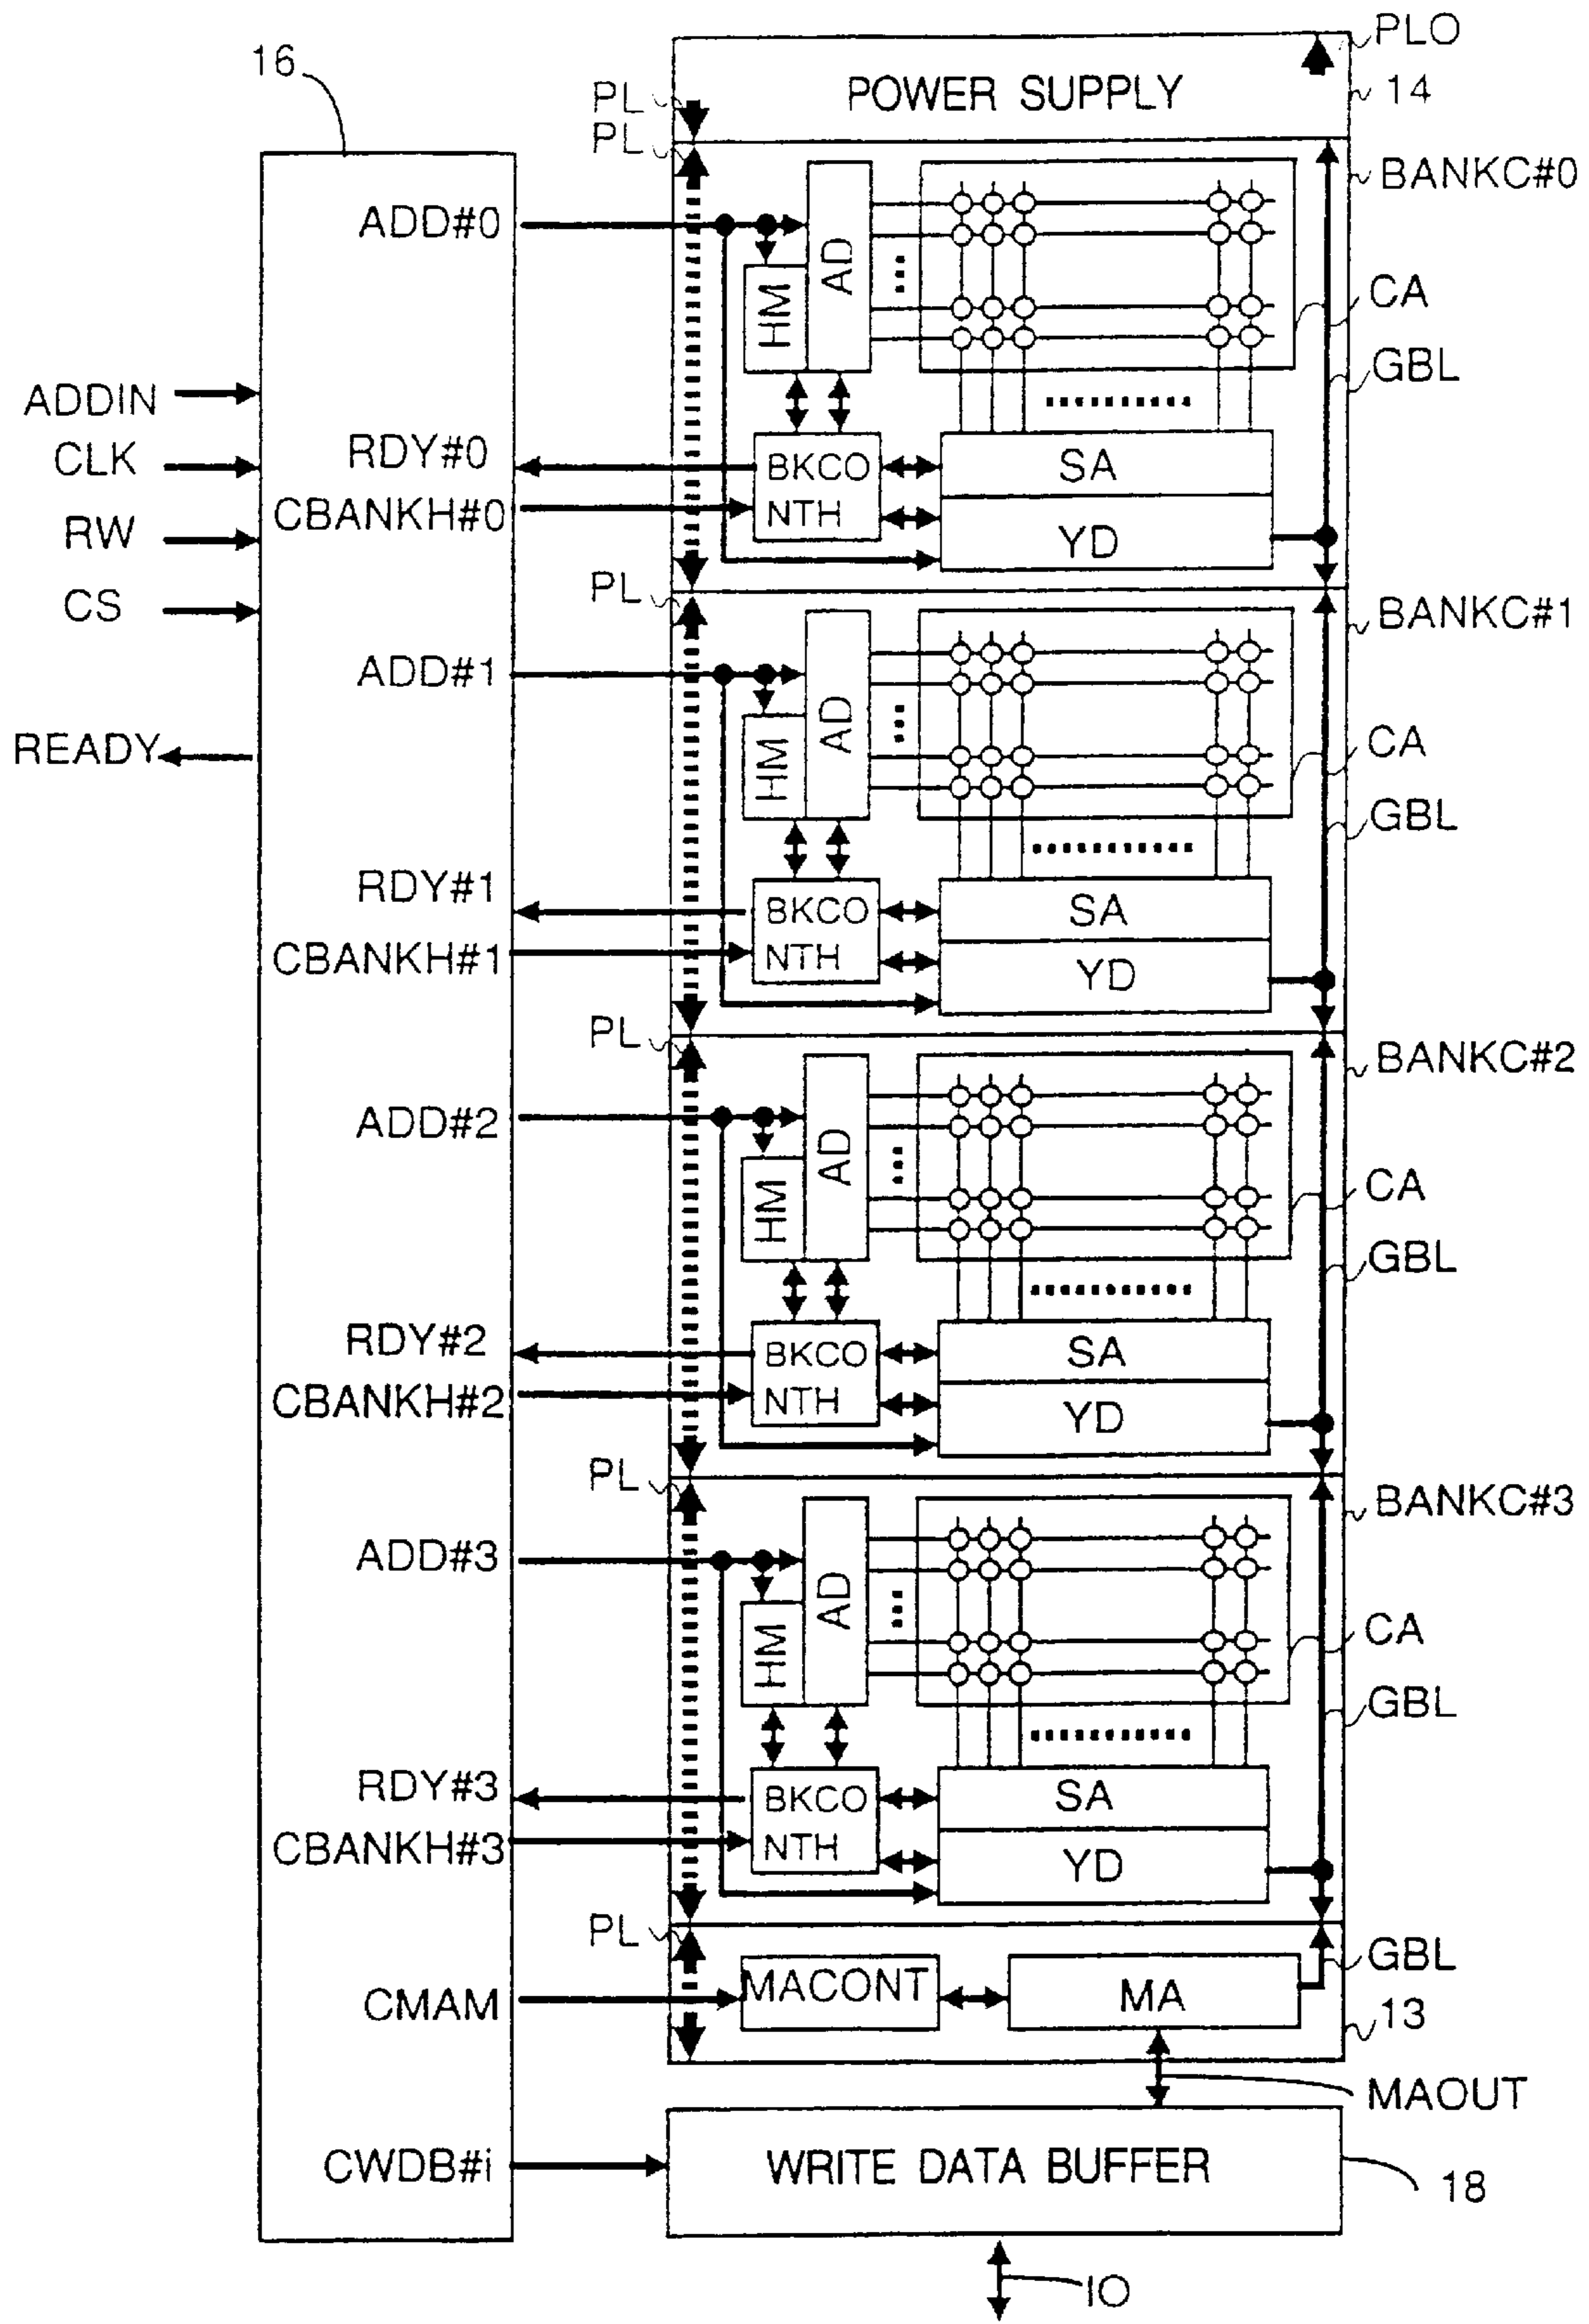 PLO
16
PL
POWER SUPPLY
14
PL
BANKC#0
ADD#0
AD
HM
CA
GBL
ADDIN
CLK
RDY#0
BKCO
SA
CBANKH#0
NTH
RW
YD
CS
PL
BANKC#1
ADD#1
AD
HM
CA
READY
GBL
RDY#1
BKCO
SA
CBANKH#1
NTH
YD
PL
BANKC#2
ADD#2
AD
HM
CA
GBL
RDY#2
BKCO
SA
CBANKH#2
NTH
YD
PL
BANKC#3
ADD#3
AD
HM
CA
GBL
RDY#3
BKCO
SA
CBANKH#3
NTH
YD
PL
GBL
CMAM
MACONT
MA
13
MAOUT
CWDB#i
WRITE DATA BUFFER
18
IO